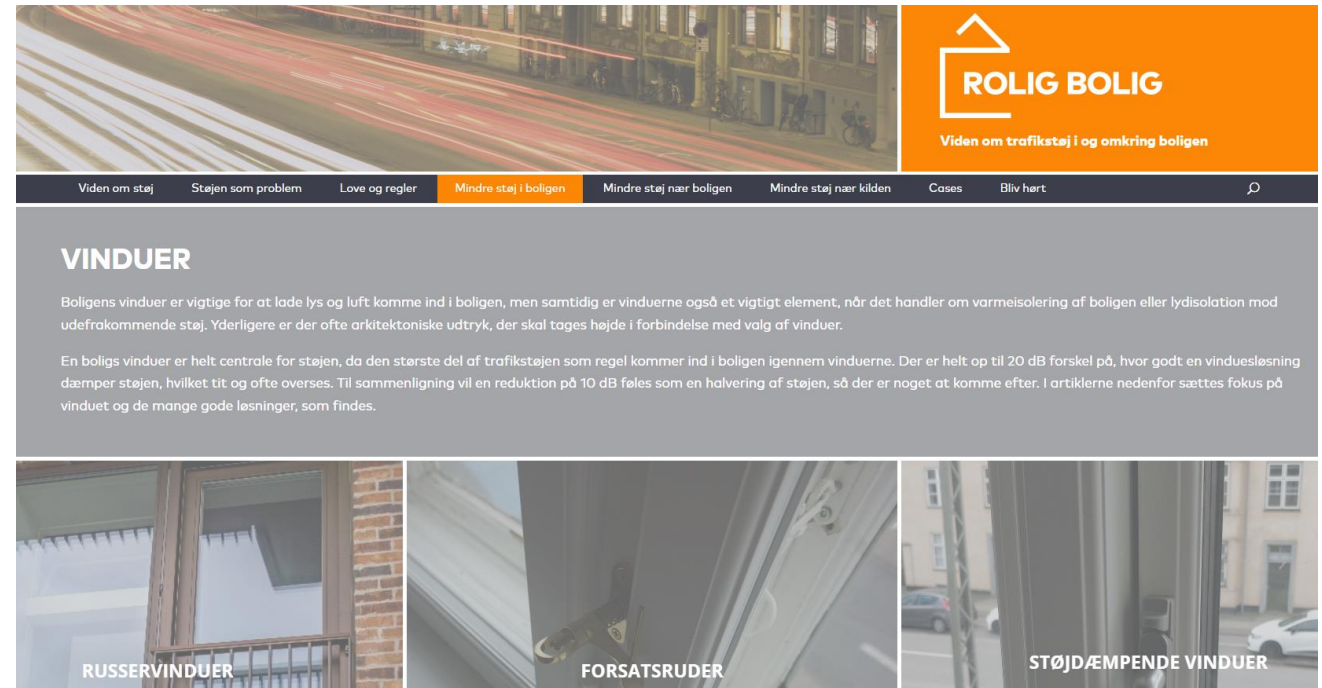 ROLIG BOLIG
Viden om trafikstøj i og omkring boligen
Viden om støj Støjen som problem Love og regler Mindre støj i boligen Mindre støj nær boligen Mindre støj nær kilden Cases Bliv hørt
VINDUER
Boligens vinduer er vigtige for at lade lys og luft komme ind i boligen, men samtidig er vinduerne også et vigtigt element, når det handler om varmeisolering af boligen eller lydisolation mod
udefrakommende støj. Yderligere er der ofte arkitektoniske udtryk, der skal tages højde i forbindelse med valg af vinduer.
En boligs vinduer er helt centrale for støjen, da den største del af trafikstøjen som regel kommer ind i boligen igennem vinduerne. Der er helt op til 20 dB forskel på, hvor godt en vinduesløsning
dæmper støjen, hvilket tit og ofte overses. Til sammenligning vil en reduktion på 10 dB føles som en halvering af støjen, så der er noget at komme efter. I artiklerne nedenfor sættes fokus på
vinduet og de mange gode løsninger, som findes.
RUSSERVINDUER
FORSATSRUDER
STØJDÆMPENDE VINDUER